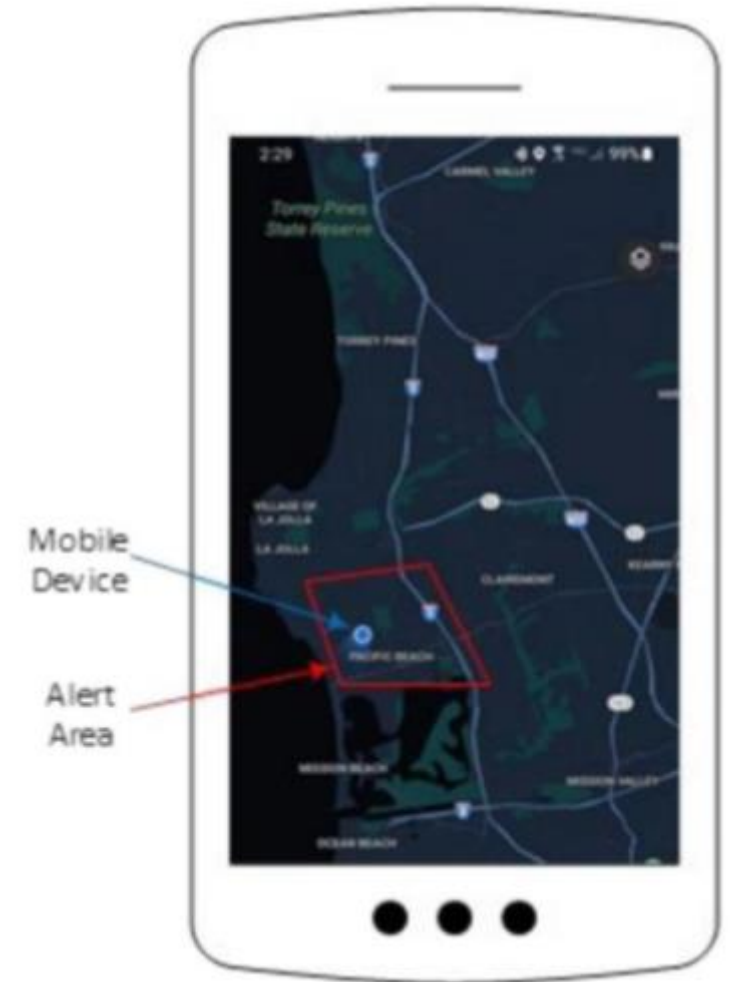 2:29
99%
CARMEL VALLEY
Torrey Pines
State Reserve
TORREY PINES
VILLAGE OF
LA JOLLA
LA JOLLA
CLAIREMONT
Mobile
Device
PACIFIC BEACH
Alert
Area
MISSION BEACH
MISSION VALLEY
OCEAN BEACH